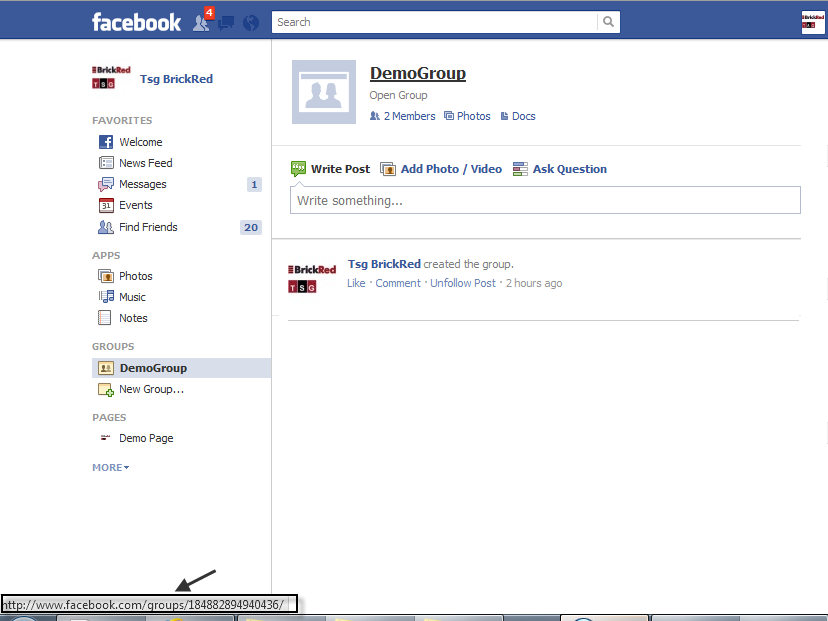 facebook
4
Search
BrickRed
TSG
Tsg BrickRed
FAVORITES
Welcome
News Feed
Messages 1
31 Events
Find Friends 20
APPS
Photos
Music
Notes
GROUPS
DemoGroup
New Group...
PAGES
Demo Page
MORE
DemoGroup
Open Group
2 Members Photos Docs
Write Post Add Photo / Video Ask Question
Write something...
BrickRed
TSG
Tsg BrickRed created the group.
Like · Comment · Unfollow Post · 2 hours ago
BrickRed
http://www.facebook.com/groups/184882894940436/